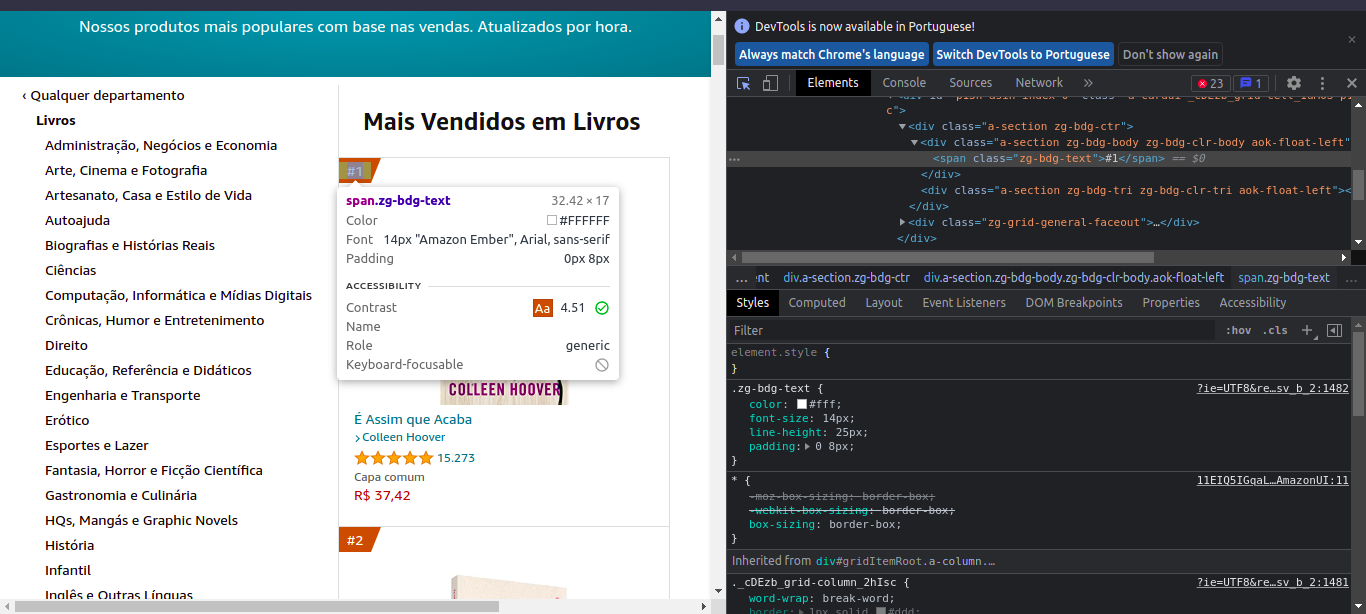 Nossos produtos mais populares com base nas vendas. Atualizados por hora.
‹ Qualquer departamento
Livros
Administração, Negócios e Economia
Arte, Cinema e Fotografia
Artesanato, Casa e Estilo de Vida
Autoajuda
Biografias e Histórias Reais
Ciências
Computação, Informática e Mídias Digitais
Crônicas, Humor e Entretenimento
Direito
Educação, Referência e Didáticos
Engenharia e Transporte
Erótico
Esportes e Lazer
Fantasia, Horror e Ficção Científica
Gastronomia e Culinária
HQs, Mangás e Graphic Novels
História
Infantil
Inglês e Outras Línguas
Mais Vendidos em Livros
#1
span.zg-bdg-text 32.42 × 17
Color #FFFFFF
Font 14px "Amazon Ember", Arial, sans-serif
Padding 0px 8px
ACCESSIBILITY
Contrast Aa 4.51
Name
Role generic
Keyboard-focusable
COLLEEN HOOVER
É Assim que Acaba
› Colleen Hoover
15.273
Capa comum
R$ 37,42
#2
DevTools is now available in Portuguese!
Always match Chrome's language Switch DevTools to Portuguese Don't show again
Elements Console Sources Network » 23 1
c">
<div class="a-section zg-bdg-ctr">
<div class="a-section zg-bdg-body zg-bdg-clr-body aok-float-left"
<span class="zg-bdg-text">#1</span> == $0
</div>
<div class="a-section zg-bdg-tri zg-bdg-clr-tri aok-float-left"><
</div>
<div class="zg-grid-general-faceout">…</div>
</div>
... nt div.a-section.zg-bdg-ctr div.a-section.zg-bdg-body.zg-bdg-clr-body.aok-float-left span.zg-bdg-text ...
Styles Computed Layout Event Listeners DOM Breakpoints Properties Accessibility
Filter :hov .cls +
element.style {
}
.zg-bdg-text { ?ie=UTF8&re…sv_b_2:1482
color: #fff;
font-size: 14px;
line-height: 25px;
padding: 0 8px;
}
* { 11EIQ5IGqaL…AmazonUI:11
-moz-box-sizing: border-box;
-webkit-box-sizing: border-box;
box-sizing: border-box;
}
Inherited from div#gridItemRoot.a-column.…
._cDEzb_grid-column_2hIsc { ?ie=UTF8&re…sv_b_2:1481
word-wrap: break-word;
border: 1px solid #ddd;